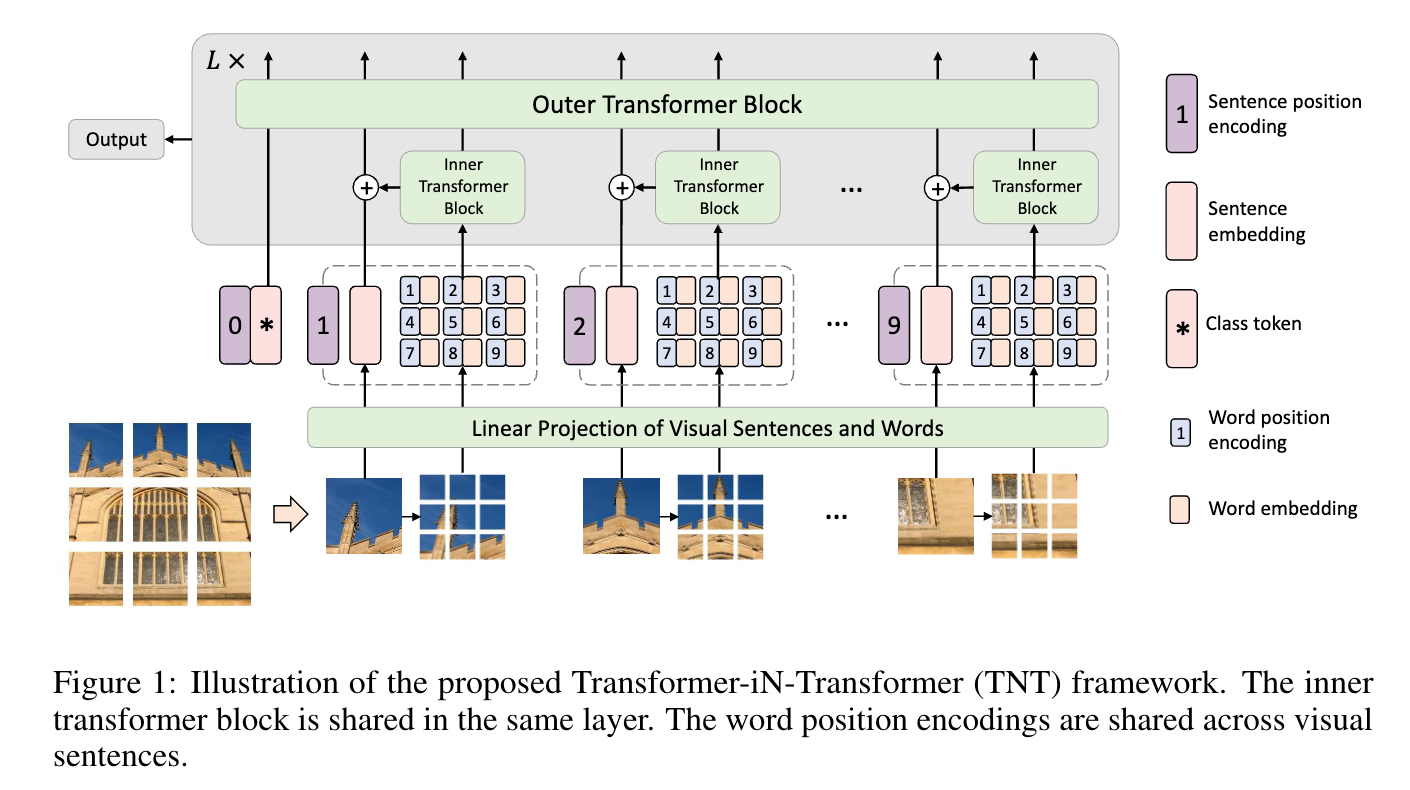 L ×
Outer Transformer Block
Output
Inner
Transformer
Block
Inner
Transformer
Block
...
Inner
Transformer
Block
+
+
+
0 * 1
1 2 3
4 5 6
7 8 9
2
1 2 3
4 5 6
7 8 9
...
9
1 2 3
4 5 6
7 8 9
Linear Projection of Visual Sentences and Words
...
1
Sentence position
encoding
Sentence
embedding
* Class token
1
Word position
encoding
Word embedding
Figure 1: Illustration of the proposed Transformer-iN-Transformer (TNT) framework. The inner
transformer block is shared in the same layer. The word position encodings are shared across visual
sentences.